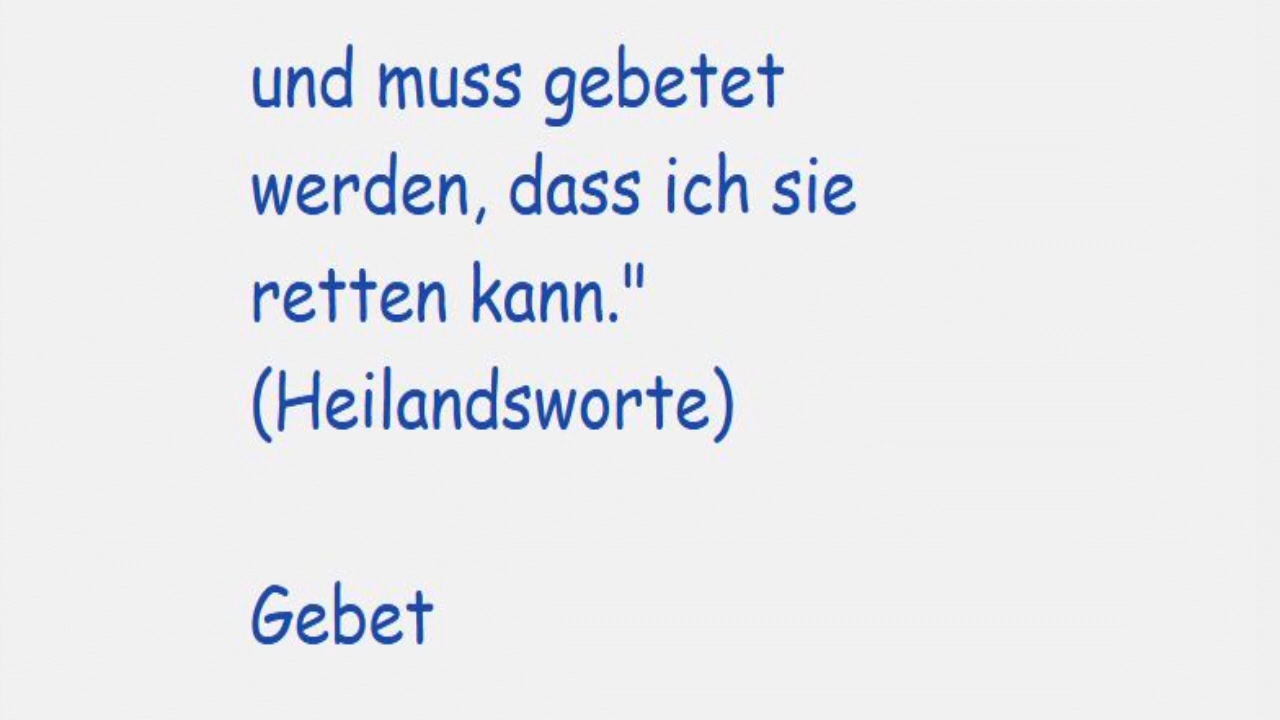 und muss gebetet
werden, dass ich sie
retten kann."
(Heilandsworte)
Gebet